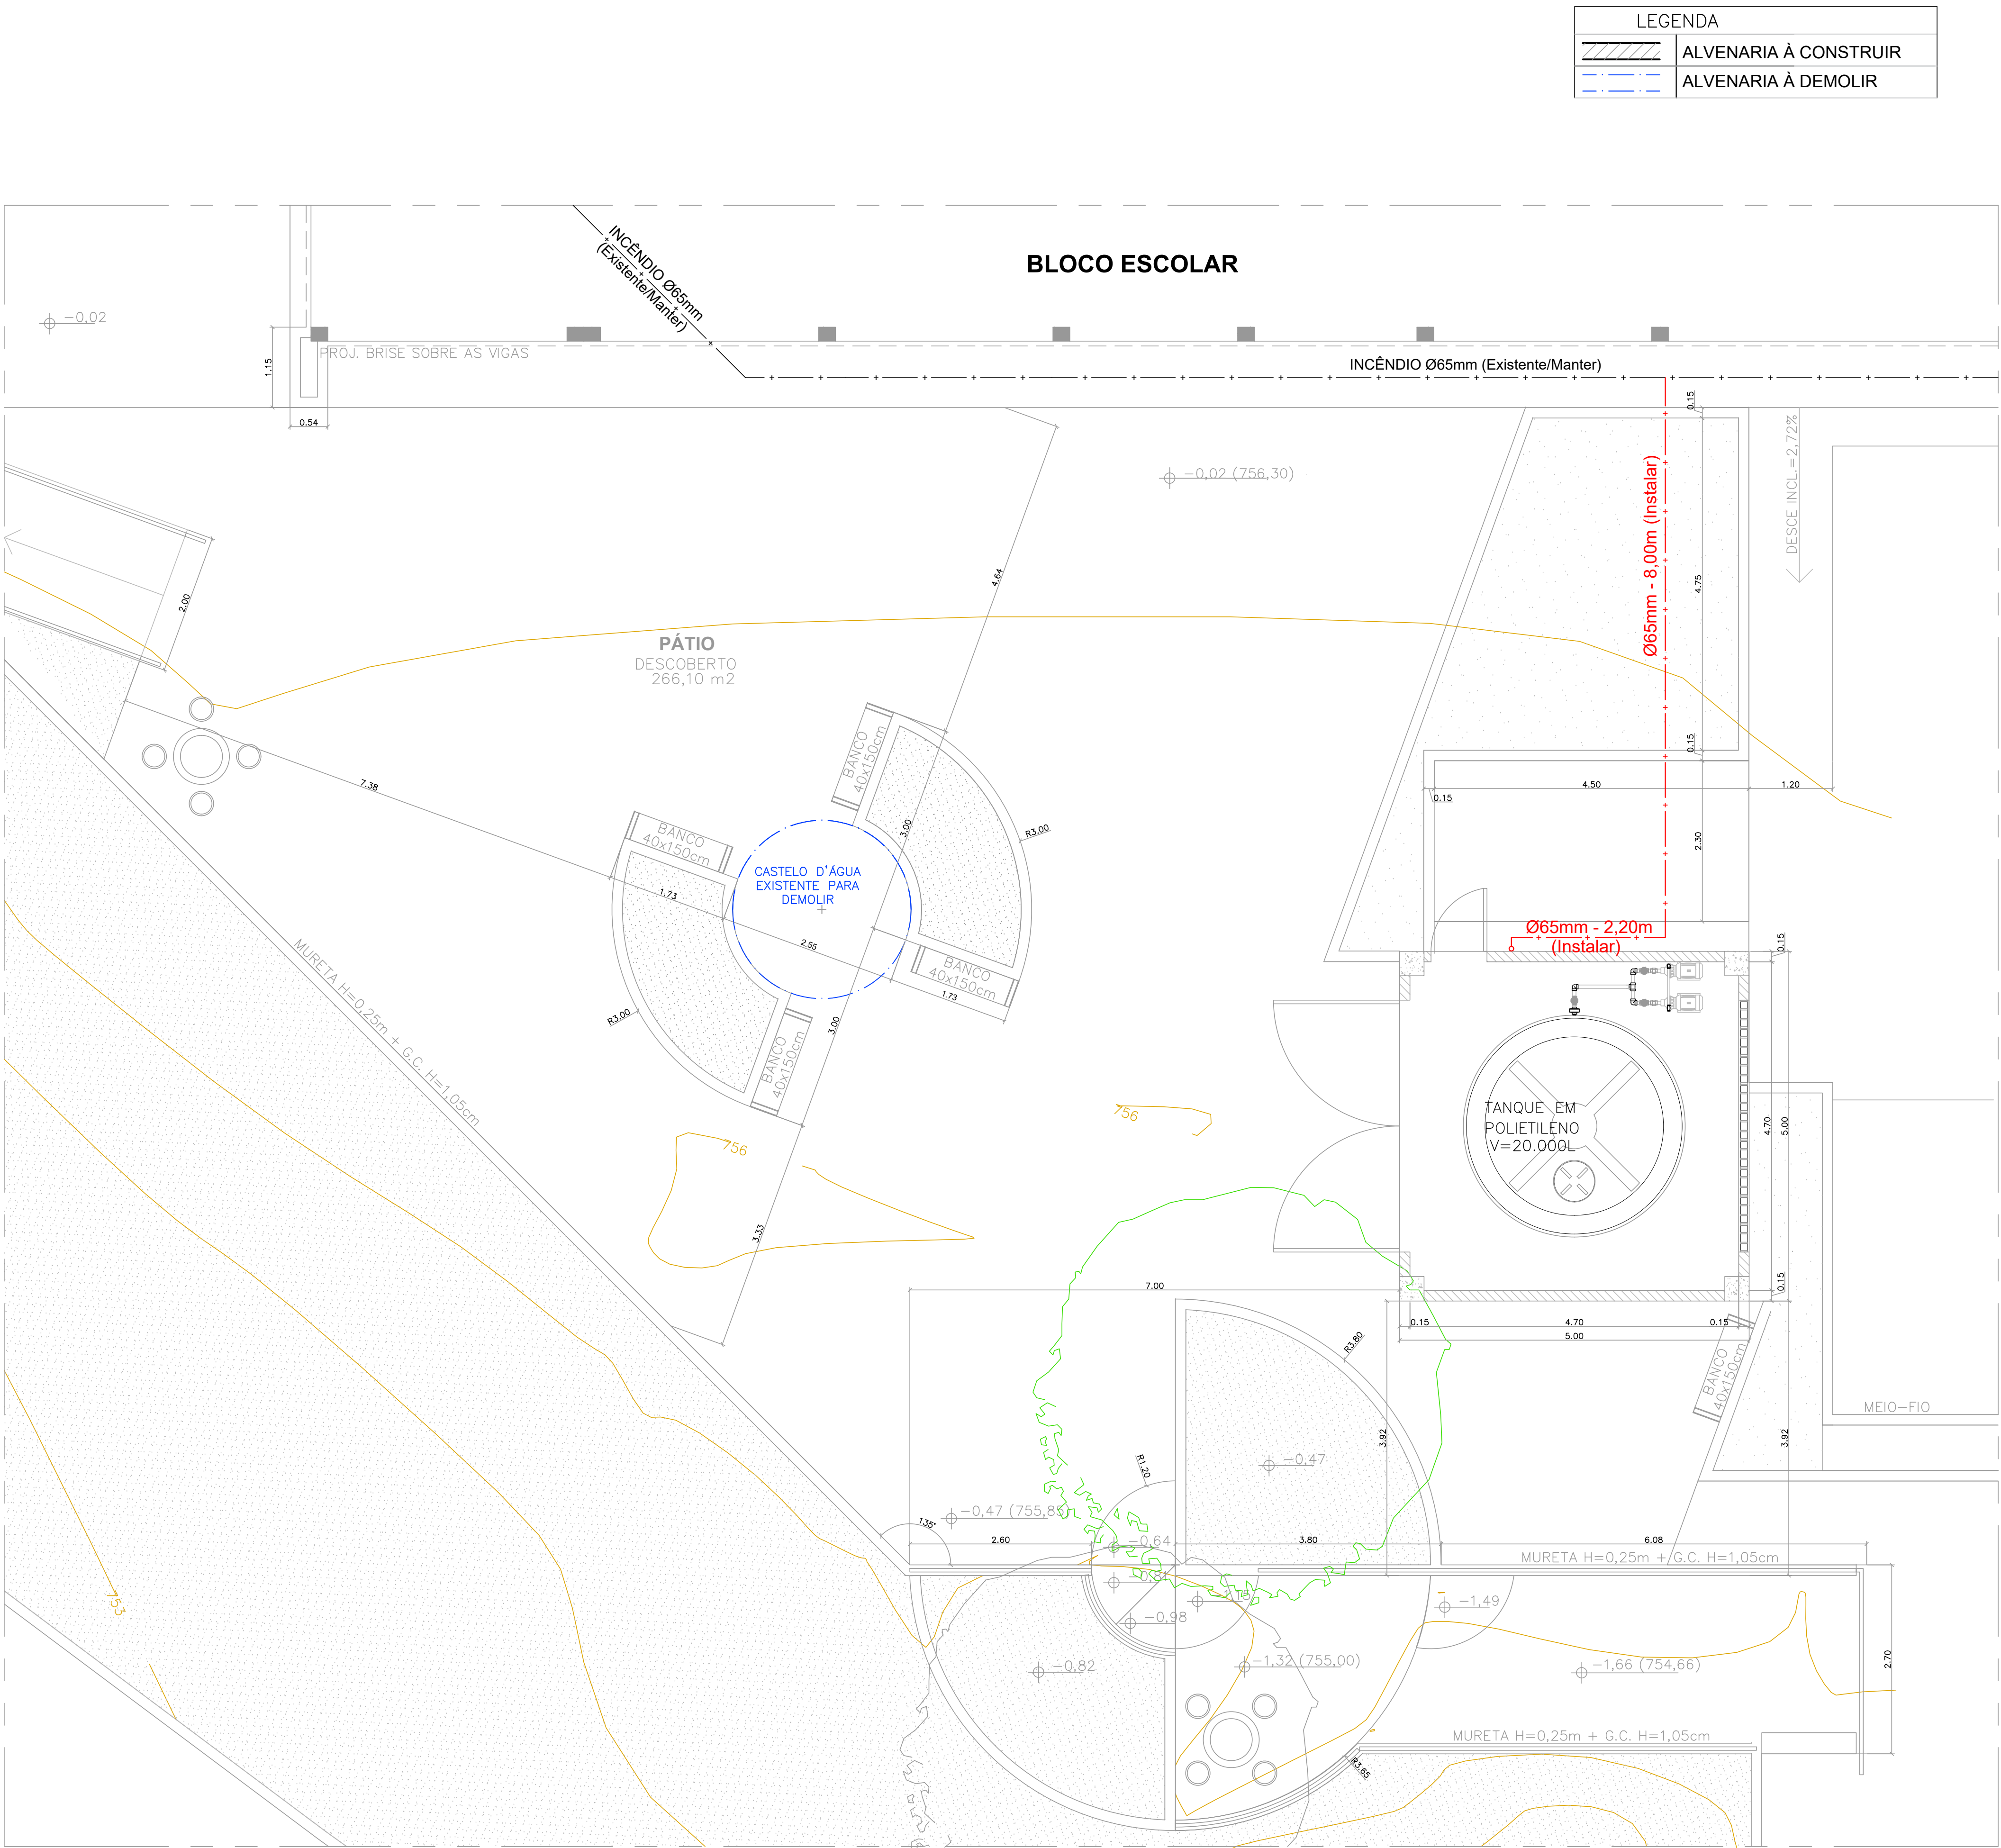 LEGENDA
ALVENARIA À CONSTRUIR
ALVENARIA À DEMOLIR
INCÊNDIO Ø65mm
(Existente/Manter)
BLOCO ESCOLAR
-0,02
PROJ. BRISE SOBRE AS VIGAS
INCÊNDIO Ø65mm (Existente/Manter)
1.15
0.54
0.15
DESCE INCL.=2,72%
-0,02 (756,30)
Ø65mm - 8,00m (Instalar)
4.64
4.75
2.00
PÁTIO
DESCOBERTO
266,10 m2
BANCO
40x150cm
0.15
7.38
4.50
1.20
0.15
R3.00
3.00
BANCO
40x150cm
2.30
CASTELO D'ÁGUA
EXISTENTE PARA
DEMOLIR
1.73
2.55
Ø65mm - 2,20m
(Instalar)
0.15
BANCO
40x150cm
1.73
MURETA H=0,25m + G.C. H=1,05cm
R3.00
3.00
BANCO
40x150cm
TANQUE EM
POLIETILENO
V=20.000L
4.70
5.00
756
756
3.33
7.00
0.15
0.15
4.70
0.15
5.00
R3.80
BANCO
40x150cm
MEIO-FIO
3.92
3.92
-0,47
R1.20
-0,47 (755,85)
135°
2.60
-0,64
3.80
6.08
MURETA H=0,25m + G.C. H=1,05cm
753
-0,98
-1,49
-0,82
-1,32 (755,00)
-1,66 (754,66)
2.70
MURETA H=0,25m + G.C. H=1,05cm
R3.65